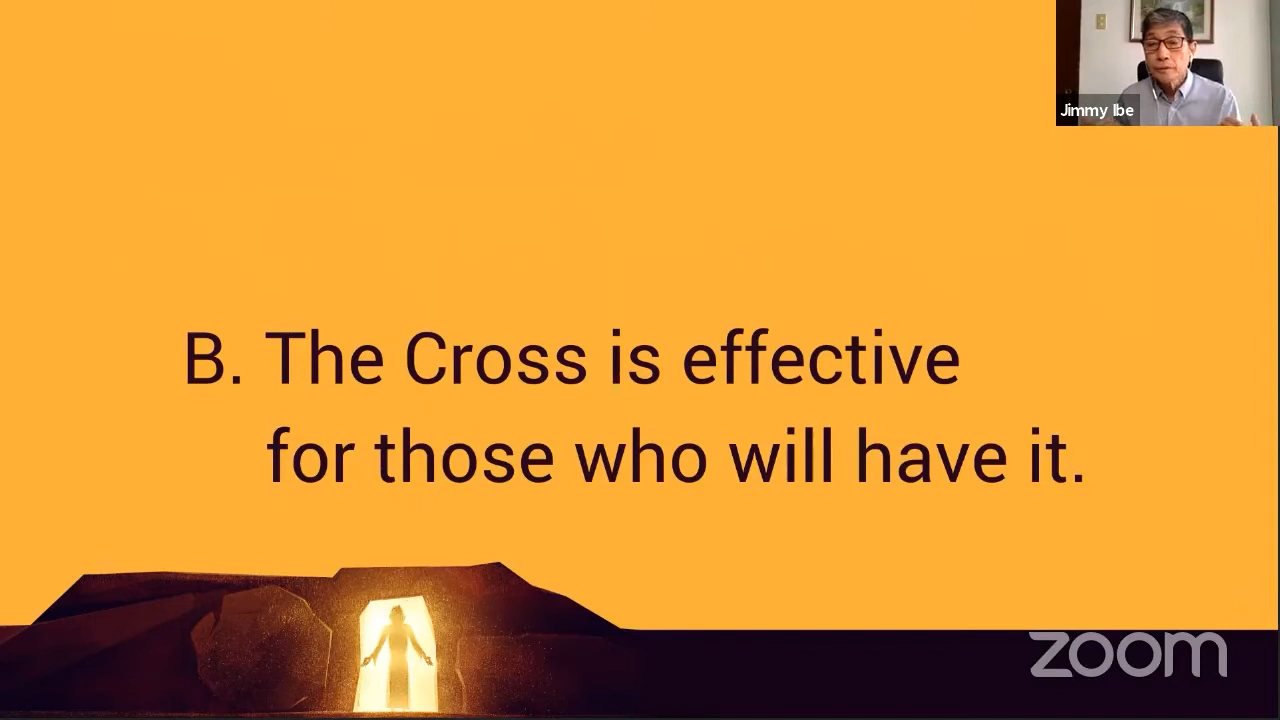 Jimmy Ibe
B. The Cross is effective
for those who will have it.
zoom